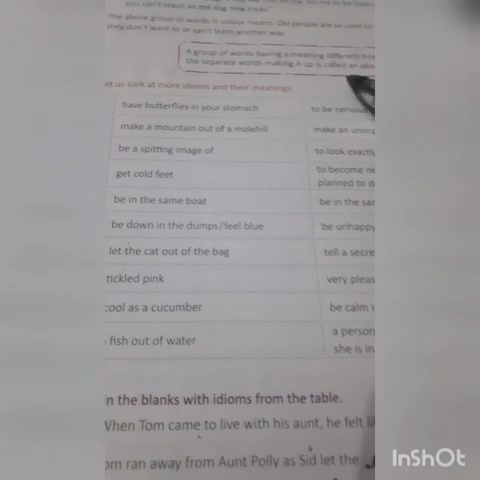 you can't teach an old dog new tricks."
The above group of words in colour means: Old people are so used to
they don't want to or can't learn another way.
A group of words having a meaning different
the separate words making it up is called an
et us look at more idioms and their meanings
have butterflies in your stomach to be nervous
make a mountain out of a molehill make an
be a spitting image of to look exactly
get cold feet to become
planned to
be in the same boat be in the
be down in the dumps/feel blue be unhappy
let the cat out of the bag tell a
tickled pink very
cool as a cucumber be calm
fish out of water a person
she is in
in the blanks with idioms from the table.
When Tom came to live with his aunt, he felt
ran away from Aunt Polly as Sid let the
InShOt